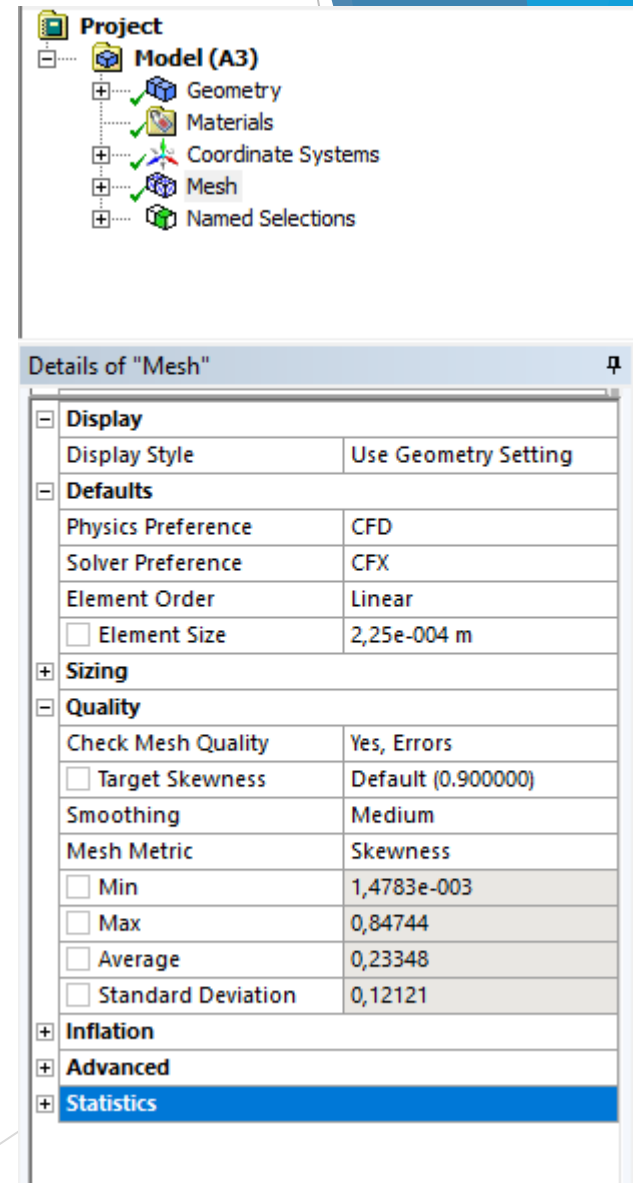 Project
Model (A3)
Geometry
Materials
Coordinate Systems
Mesh
Named Selections
Details of "Mesh"
Display
Display Style Use Geometry Setting
Defaults
Physics Preference CFD
Solver Preference CFX
Element Order Linear
Element Size 2,25e-004 m
Sizing
Quality
Check Mesh Quality Yes, Errors
Target Skewness Default (0.900000)
Smoothing Medium
Mesh Metric Skewness
Min 1,4783e-003
Max 0,84744
Average 0,23348
Standard Deviation 0,12121
Inflation
Advanced
Statistics